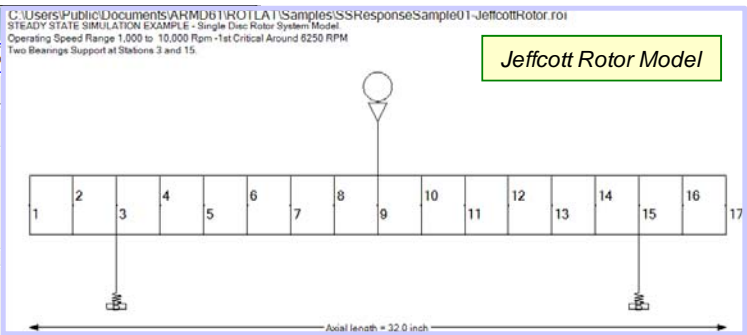 C:\Users\Public\Documents\ARMD61\ROTLAT\Samples\SSResponseSample01-JeffcottRotor.roi
STEADY STATE SIMULATION EXAMPLE - Single Disc Rotor System Model.
Operating Speed Range 1,000 to 10,000 Rpm -1st Critical Around 6250 RPM
Two Bearings Support at Stations 3 and 15.
Jeffcott Rotor Model
1 2 3 4 5 6 7 8 9 10 11 12 13 14 15 16 17
Axial length = 32.0 inch